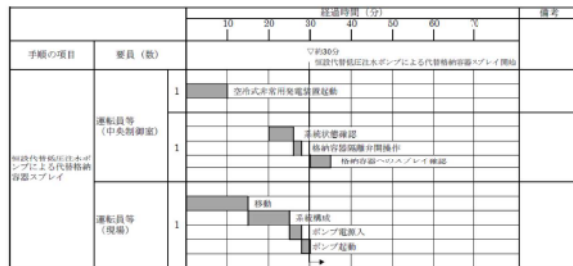 経過時間（分） 備考
10 20 30 40 50 60 70
手順の項目 要員（数）
▽約30分
恒設代替低圧注水ポンプによる代替格納容器スプレイ開始
恒設代替低圧注水ポ
ンプによる代替格納
容器スプレイ
運転員等
（中央制御室）
1
空冷式非常用発電装置起動
1
系統状態確認
格納容器隔離弁開操作
格納容器へのスプレイ確認
運転員等
（現場）
1
移動
系統構成
ポンプ電源入
ポンプ起動